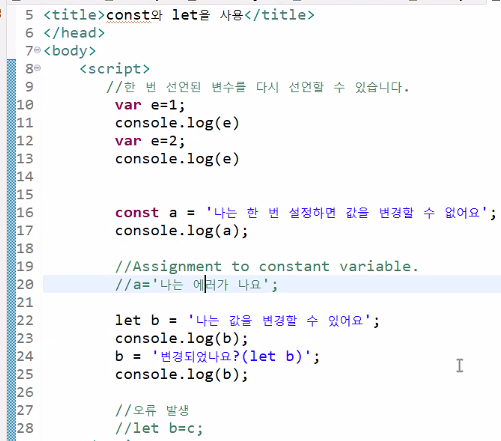 5 <title>const와 let을 사용</title>
6 </head>
7 <body>
8 <script>
9 //한 번 선언된 변수를 다시 선언할 수 있습니다.
10 var e=1;
11 console.log(e)
12 var e=2;
13 console.log(e)
14
15
16 const a = '나는 한 번 설정하면 값을 변경할 수 없어요';
17 console.log(a);
18
19 //Assignment to constant variable.
20 //a='나는 에러가 나요';
21
22 let b = '나는 값을 변경할 수 있어요';
23 console.log(b);
24 b = '변경되었나요?(let b)';
25 console.log(b);
26
27 //오류 발생
28 //let b=c;